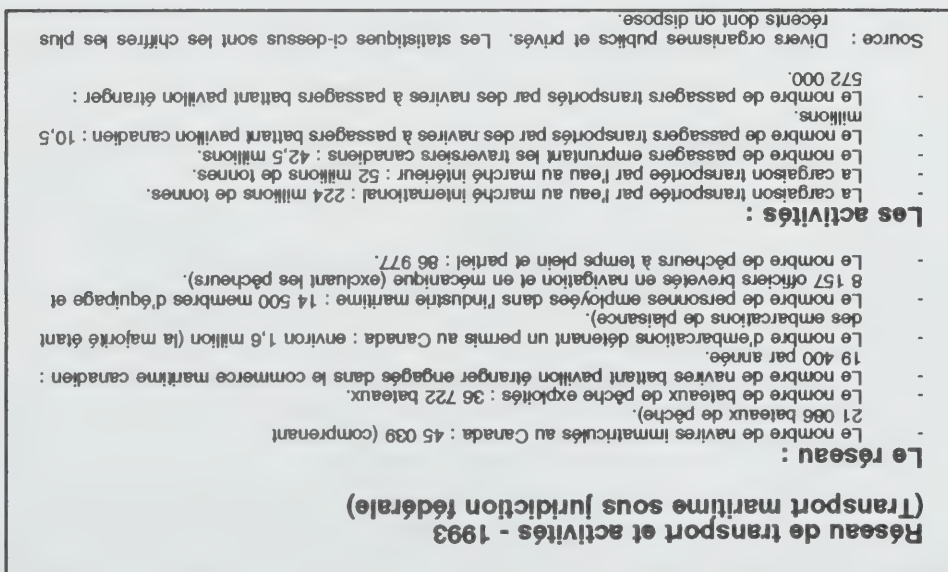 Réseau de transport et activités - 1993
(Transport maritime sous juridiction fédérale)
Le réseau :
- Le nombre de navires immatriculés au Canada : 45 039 (comprenant
21 086 bateaux de pêche).
- Le nombre de bateaux de pêche exploités : 36 722 bateaux.
- Le nombre de navires battant pavillon étranger engagés dans le commerce maritime canadien :
19 400 par année.
- Le nombre d'embarcations détenant un permis au Canada : environ 1,6 million (la majorité étant
des embarcations de plaisance).
- Le nombre de personnes employées dans l'industrie maritime : 14 500 membres d'équipage et
8 157 officiers brevetés en navigation et en mécanique (excluant les pêcheurs).
- Le nombre de pêcheurs à temps plein et partiel : 86 977.
Les activités :
- La cargaison transportée par l'eau au marché international : 224 millions de tonnes.
- La cargaison transportée par l'eau au marché intérieur : 52 millions de tonnes.
- Le nombre de passagers empruntant les traversiers canadiens : 42,5 millions.
- Le nombre de passagers transportés par des navires à passagers battant pavillon canadien : 10,5
millions.
- Le nombre de passagers transportés par des navires à passagers battant pavillon étranger :
572 000.
Source : Divers organismes publics et privés. Les statistiques ci-dessus sont les chiffres les plus
récents dont on dispose.